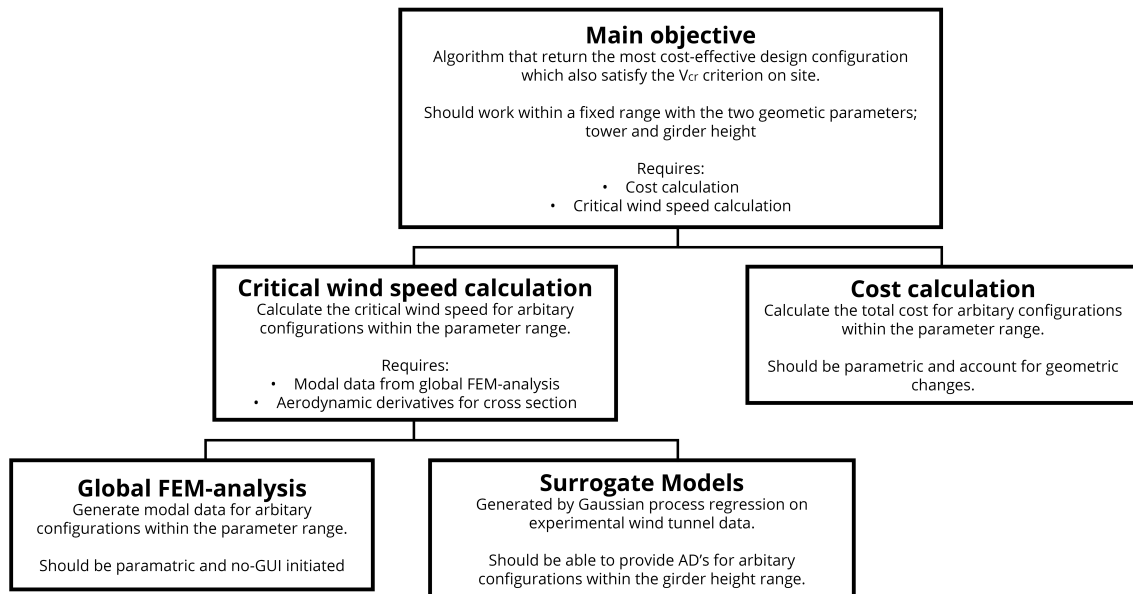 Main objective
Algorithm that return the most cost-effective design configuration
which also satisfy the Vcr criterion on site.
Should work within a fixed range with the two geometic parameters;
tower and girder height
Requires:
• Cost calculation
• Critical wind speed calculation
Critical wind speed calculation
Calculate the critical wind speed for arbitary
configurations within the parameter range.
Requires:
• Modal data from global FEM-analysis
• Aerodynamic derivatives for cross section
Cost calculation
Calculate the total cost for arbitary configurations
within the parameter range.
Should be parametric and account for geometric
changes.
Global FEM-analysis
Generate modal data for arbitary
configurations within the parameter range.
Should be paramatric and no-GUI initiated
Surrogate Models
Generated by Gaussian process regression on
experimental wind tunnel data.
Should be able to provide AD's for arbitary
configurations within the girder height range.